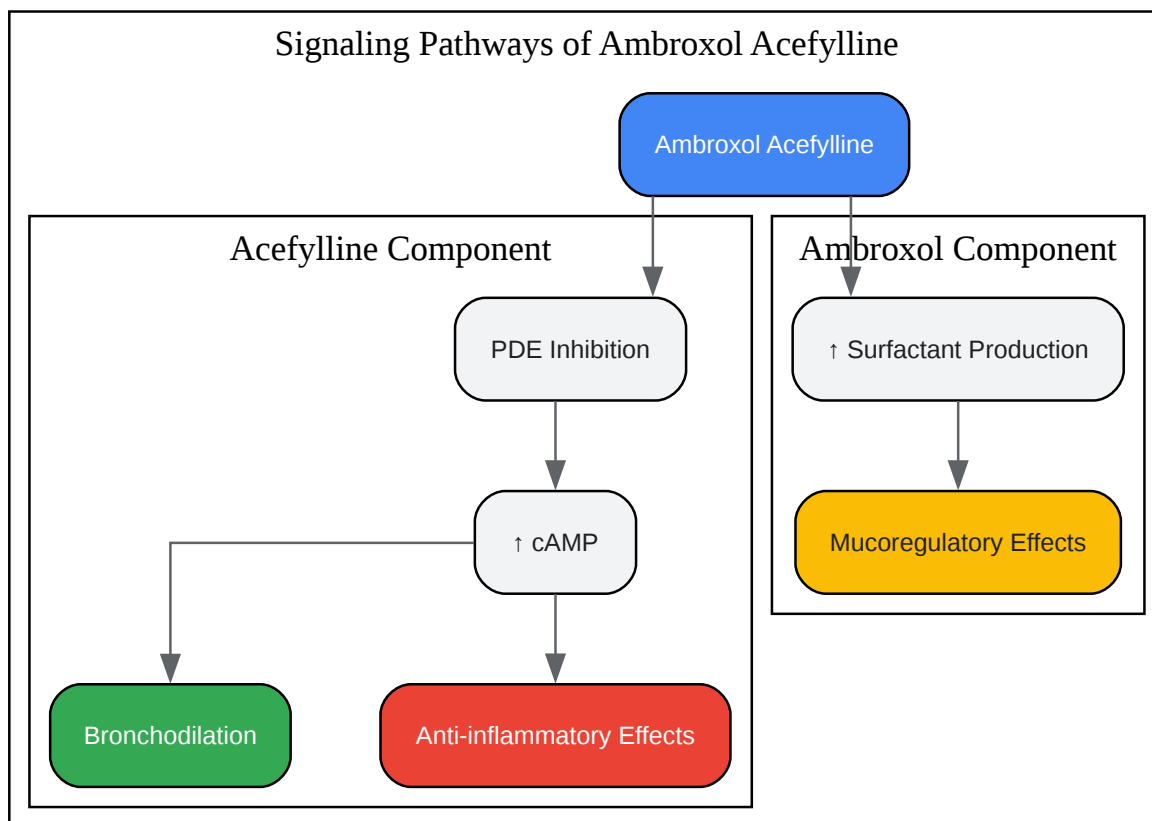 Signaling Pathways of Ambroxol Acefylline
Ambroxol Acefylline
Acefylline Component
PDE Inhibition
↑ cAMP
Bronchodilation
Anti-inflammatory Effects
Ambroxol Component
↑ Surfactant Production
Mucoregulatory Effects